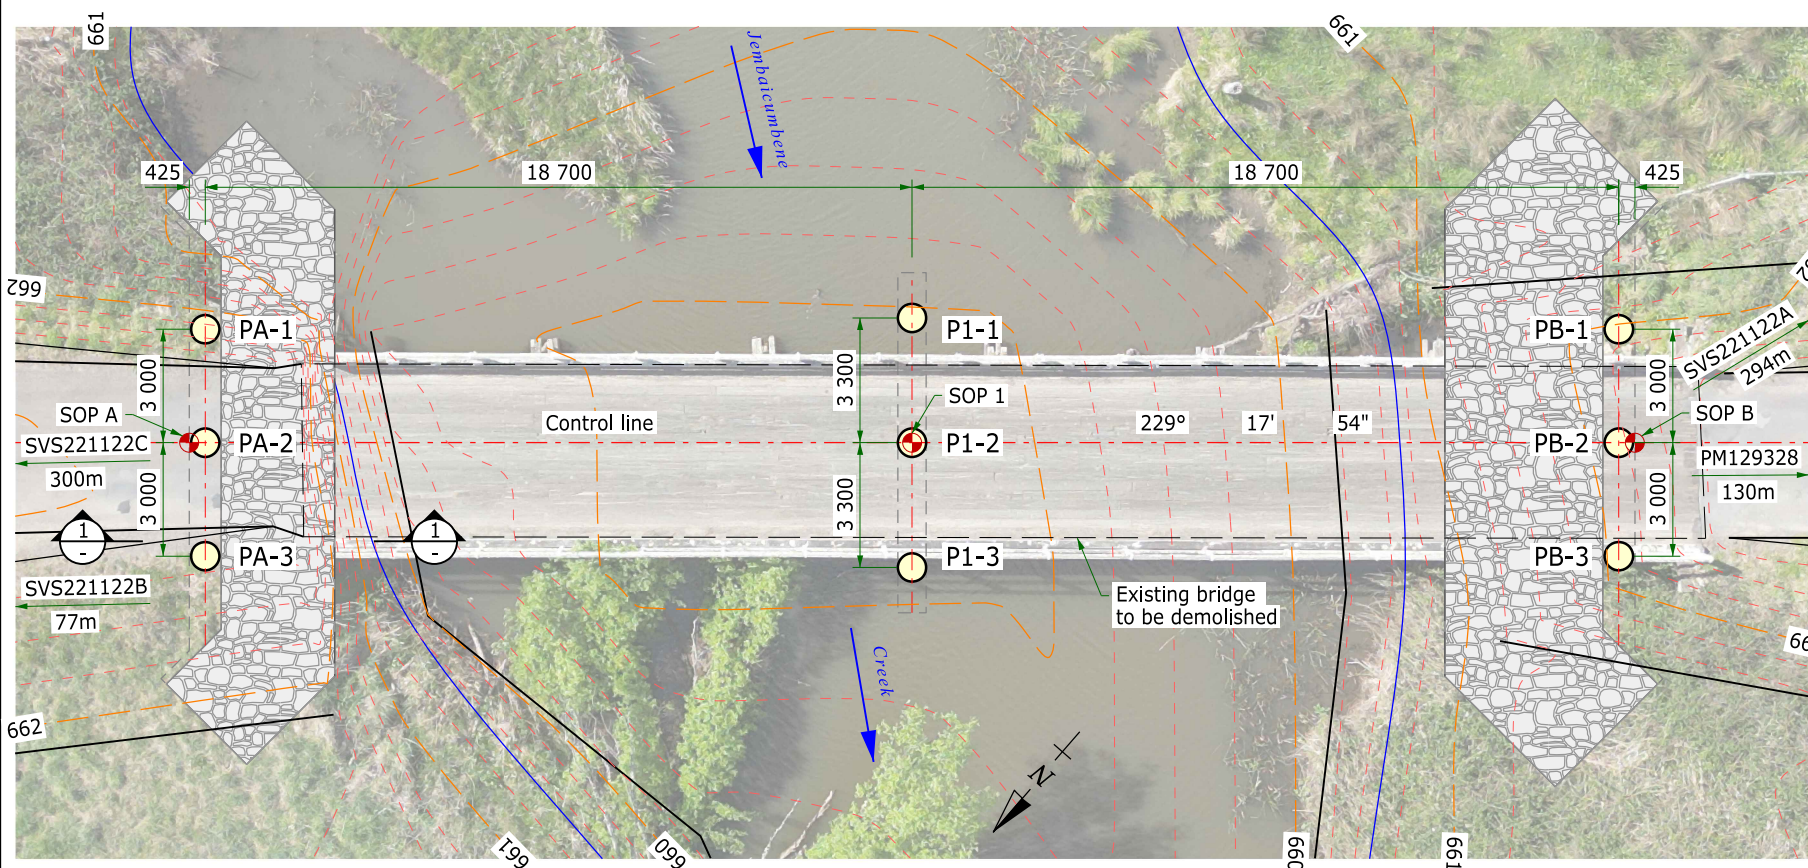 661
661
Jembaicumbene
425
18 700
18 700
425
662
PA-1
P1-1
PB-1
SVS221122A
294m
3 000
3 300
3 000
SOP A
SOP 1
SOP B
Control line
229°
17'
54"
SVS221122C
PA-2
P1-2
PB-2
PM129328
300m
130m
3 000
3 300
3 000
1
-
1
-
PA-3
P1-3
PB-3
SVS221122B
77m
Existing bridge
to be demolished
Creek
662
N
661
660
660
661